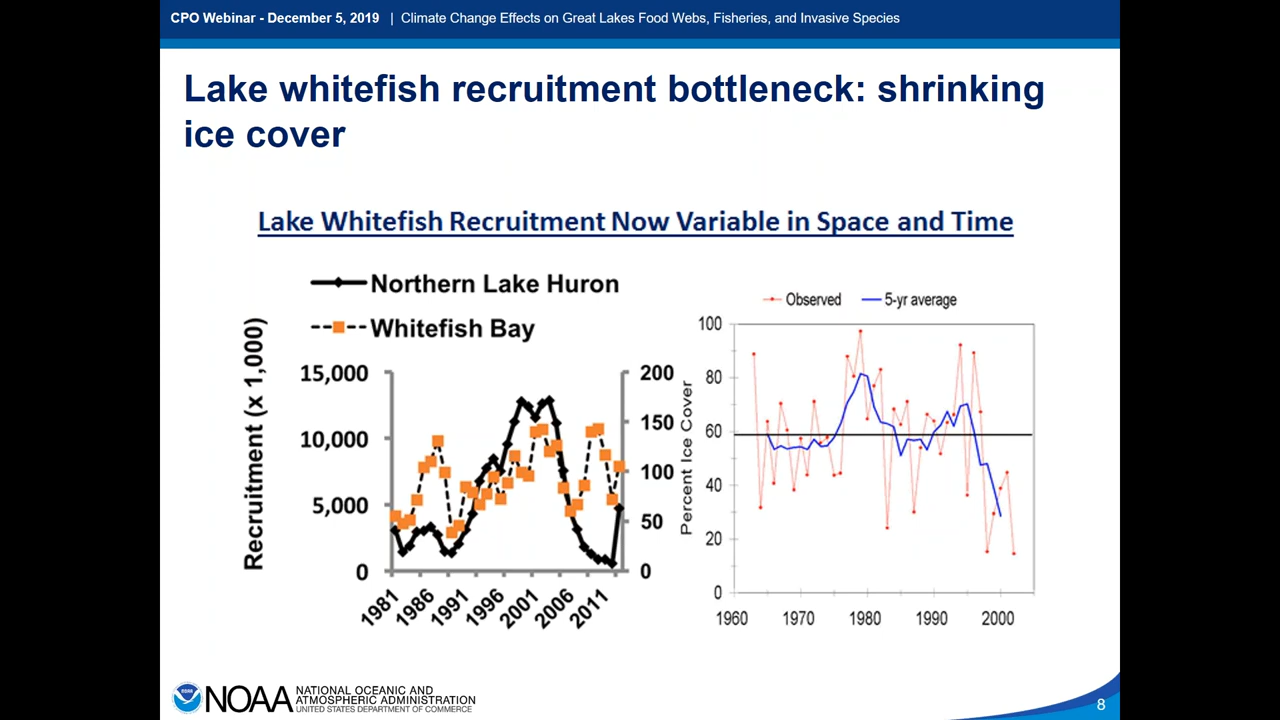 CPO Webinar - December 5, 2019 | Climate Change Effects on Great Lakes Food Webs, Fisheries, and Invasive Species
Lake whitefish recruitment bottleneck: shrinking
ice cover
Lake Whitefish Recruitment Now Variable in Space and Time
Northern Lake Huron
Whitefish Bay
Recruitment (x 1,000)
15,000
10,000
5,000
0
200
150
100
50
0
1981
1986
1991
1996
2001
2006
2011
Observed
5-yr average
Percent Ice Cover
100
80
60
40
20
0
1960
1970
1980
1990
2000
NOAA
NATIONAL OCEANIC AND
ATMOSPHERIC ADMINISTRATION
UNITED STATES DEPARTMENT OF COMMERCE
8